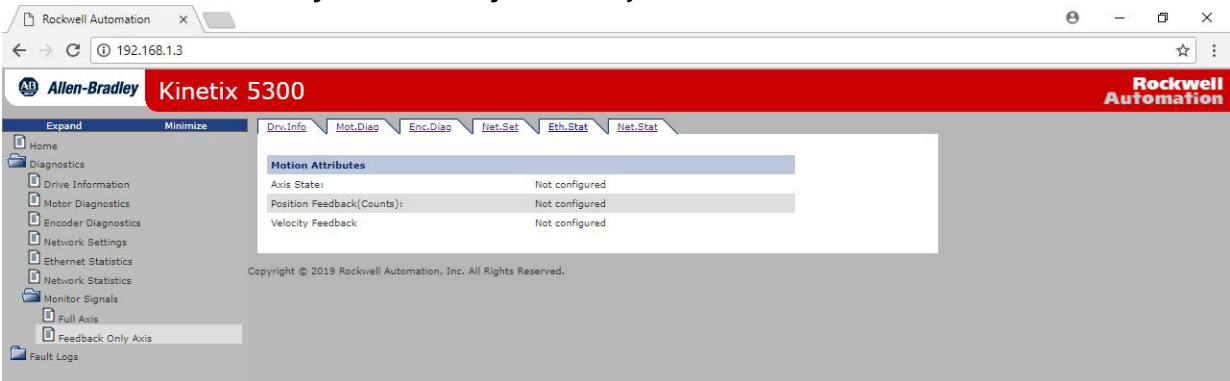 Rockwell Automation
192.168.1.3
AB Allen-Bradley Kinetix 5300 Rockwell Automation
Expand Minimize
Home
Diagnostics
Drive Information
Motor Diagnostics
Encoder Diagnostics
Network Settings
Ethernet Statistics
Network Statistics
Monitor Signals
Full Axis
Feedback Only Axis
Fault Logs
Drv.Info Mot.Diag Enc.Diag Net.Set Eth.Stat Net.Stat
Motion Attributes
Axis State: Not configured
Position Feedback(Counts): Not configured
Velocity Feedback Not configured
Copyright © 2019 Rockwell Automation, Inc. All Rights Reserved.